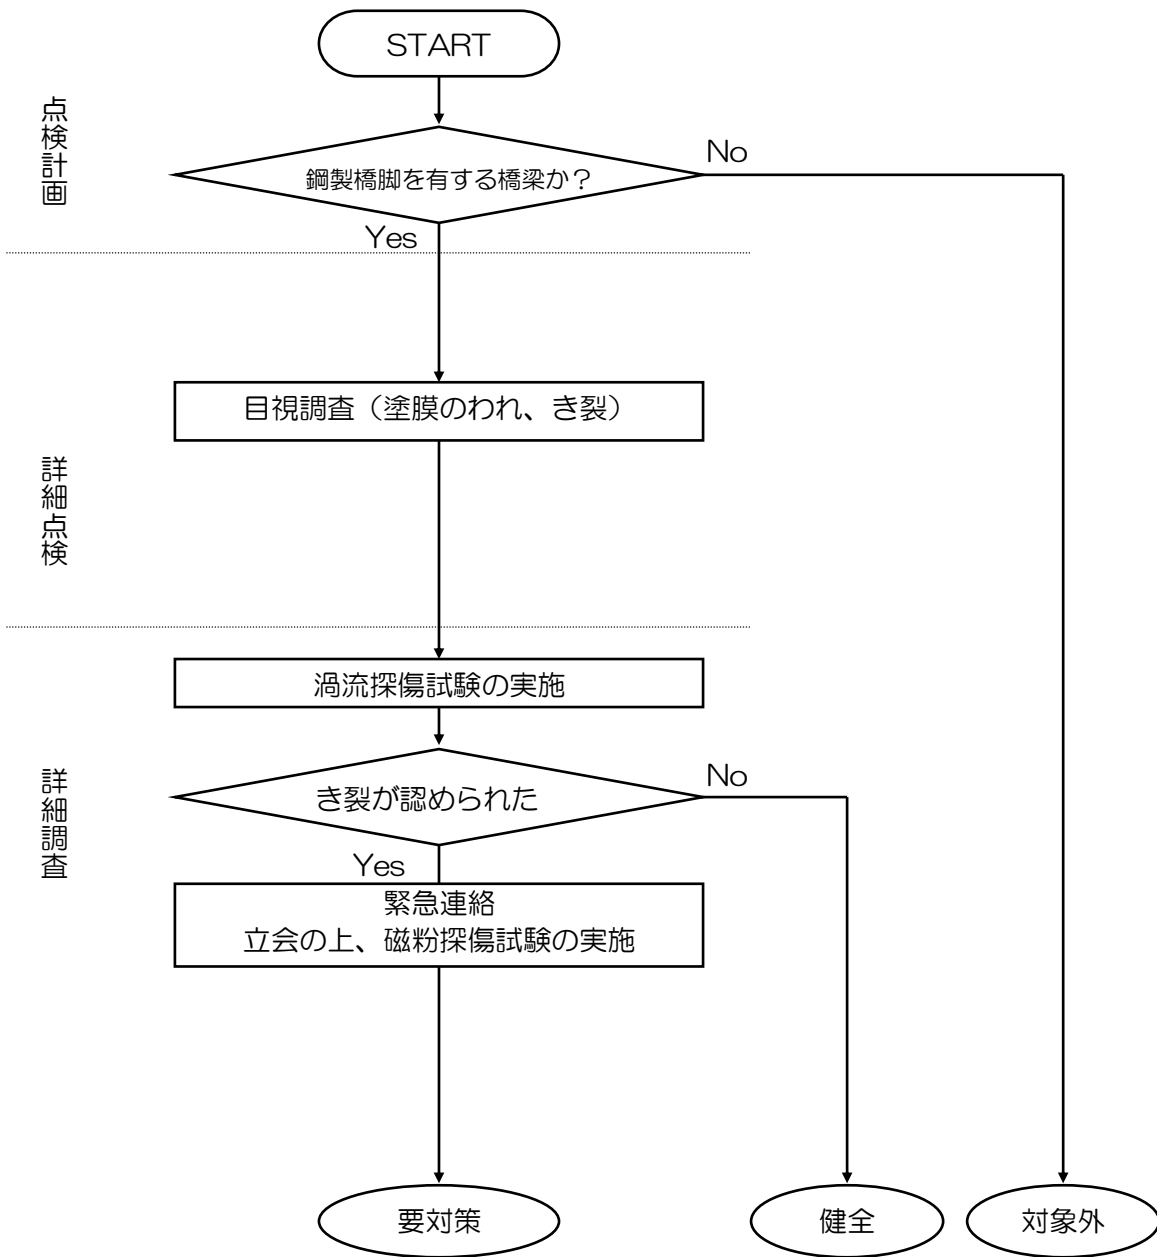 START
点検計画
鋼製橋脚を有する橋梁か？
No
Yes
目視調査（塗膜のわれ、き裂）
詳細点検
渦流探傷試験の実施
詳細調査
き裂が認められた
No
Yes
緊急連絡
立会の上、磁粉探傷試験の実施
要対策
健全
対象外